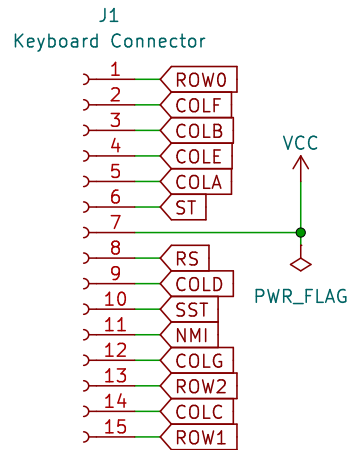 J1
Keyboard Connector
1 ROW0
2 COLF
3 COLB
4 COLE
5 COLA
6 ST
VCC
7
8 RS
9 COLD
PWR_FLAG
10 SST
11 NMI
12 COLG
13 ROW2
14 COLC
15 ROW1